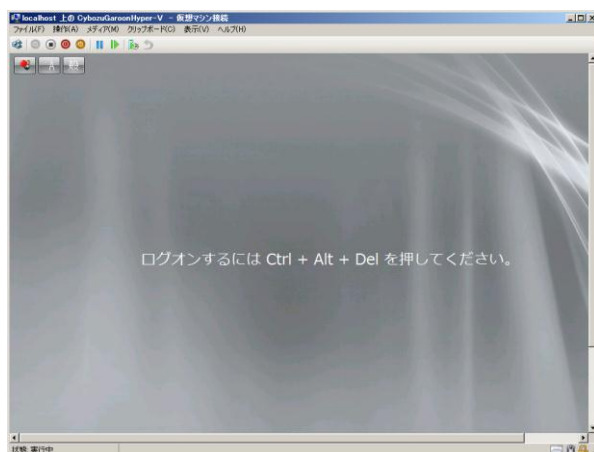 localhost 上の CybozuGaroonHyper-V - 仮想マシン接続
ファイル(F) 操作(A) メディア(M) クリップボード(C) 表示(V) ヘルプ(H)
ログオンするには Ctrl + Alt + Del を押してください。
状態: 実行中